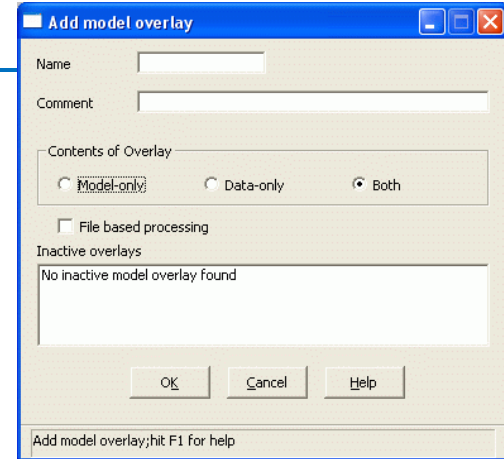 Add model overlay
Name
Comment
Contents of Overlay
Model-only Data-only Both
File based processing
Inactive overlays
No inactive model overlay found
OK Cancel Help
Add model overlay;hit F1 for help